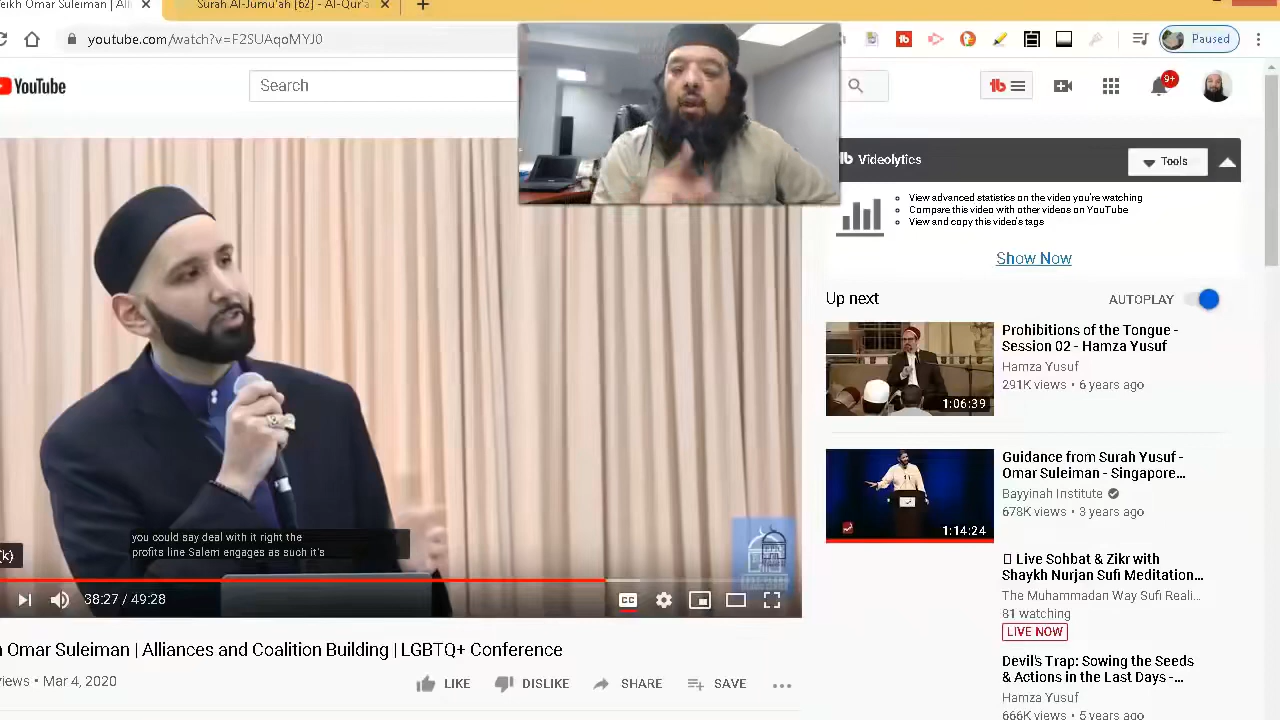 eikh Omar Suleiman | Alli
Surah Al-Jumu'ah [62] - Al-Qur'a
youtube.com/watch?v=F2SUAqoMYJ0
Paused
YouTube
Search
tb
9+
lb Videolytics
Tools
View advanced statistics on the video you're watching
Compare this video with other videos on YouTube
View and copy this video's tags
Show Now
Up next
AUTOPLAY
Prohibitions of the Tongue -
Session 02 - Hamza Yusuf
Hamza Yusuf
291K views • 6 years ago
1:06:39
Guidance from Surah Yusuf -
Omar Suleiman - Singapore...
Bayyinah Institute
678K views • 3 years ago
1:14:24
Live Sohbat & Zikr with
Shaykh Nurjan Sufi Meditation...
The Muhammadan Way Sufi Reali...
81 watching
LIVE NOW
Devil's Trap: Sowing the Seeds
& Actions in the Last Days -...
Hamza Yusuf
666K views • 5 years ago
you could say deal with it right the
profits line Salem engages as such it's
(k)
38:27 / 49:28
CC
n Omar Suleiman | Alliances and Coalition Building | LGBTQ+ Conference
iews • Mar 4, 2020
LIKE
DISLIKE
SHARE
SAVE